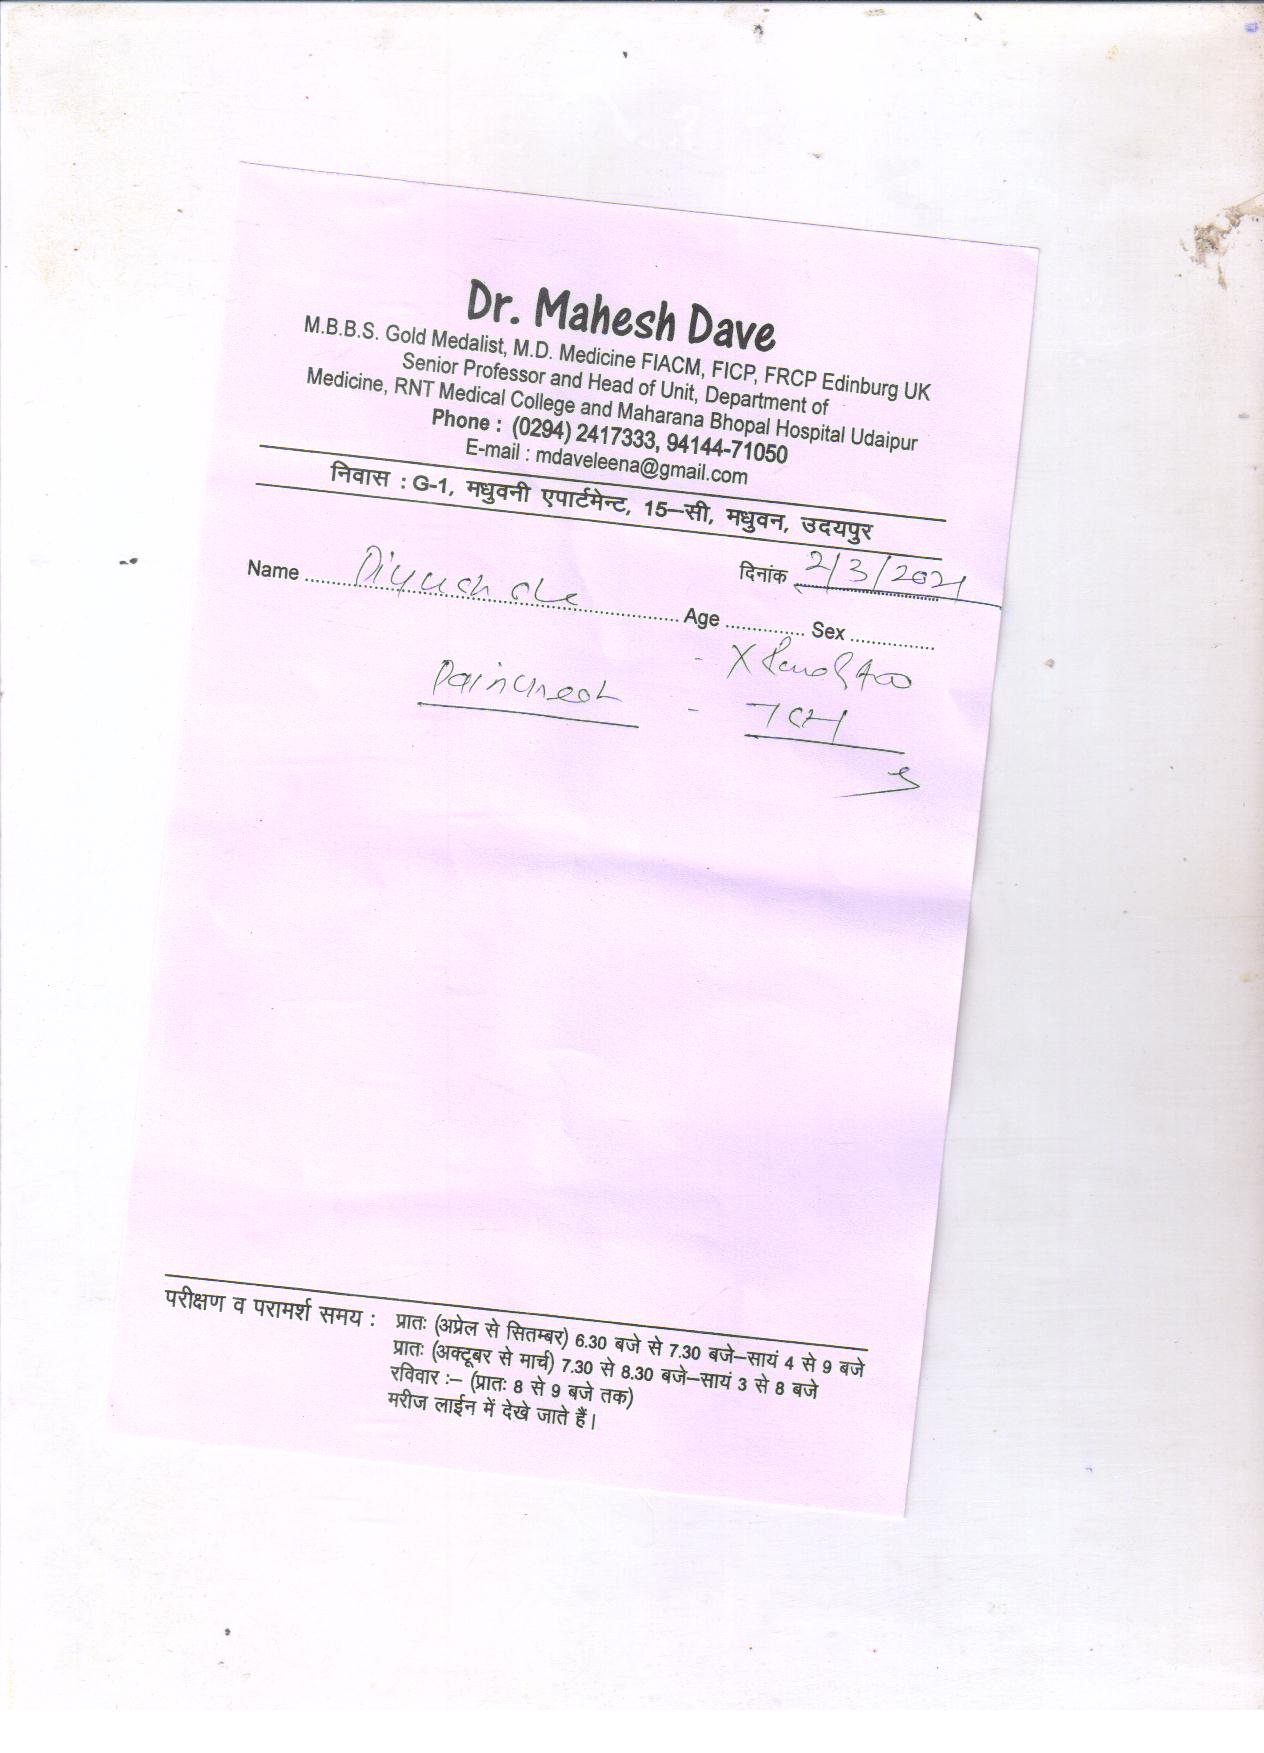 Dr. Mahesh Dave
M.B.B.S. Gold Medalist, M.D. Medicine FIACM, FICP, FRCP Edinburg UK
Senior Professor and Head of Unit, Department of
Medicine, RNT Medical College and Maharana Bhopal Hospital Udaipur
Phone : (0294) 2417333, 94144-71050
E-mail : mdaveleena@gmail.com
निवास : G-1, मधुवनी एपार्टमेन्ट, 15–सी, मधुवन, उदयपुर
दिनांक 2/3/2021
Name Piyush Age Sex
Pain chest
परीक्षण व परामर्श समय : प्रातः (अप्रेल से सितम्बर) 6.30 बजे से 7.30 बजे–सायं 4 से 9 बजे
प्रातः (अक्टूबर से मार्च) 7.30 से 8.30 बजे–सायं 3 से 8 बजे
रविवार :– (प्रातः 8 से 9 बजे तक)
मरीज लाईन में देखे जाते हैं।